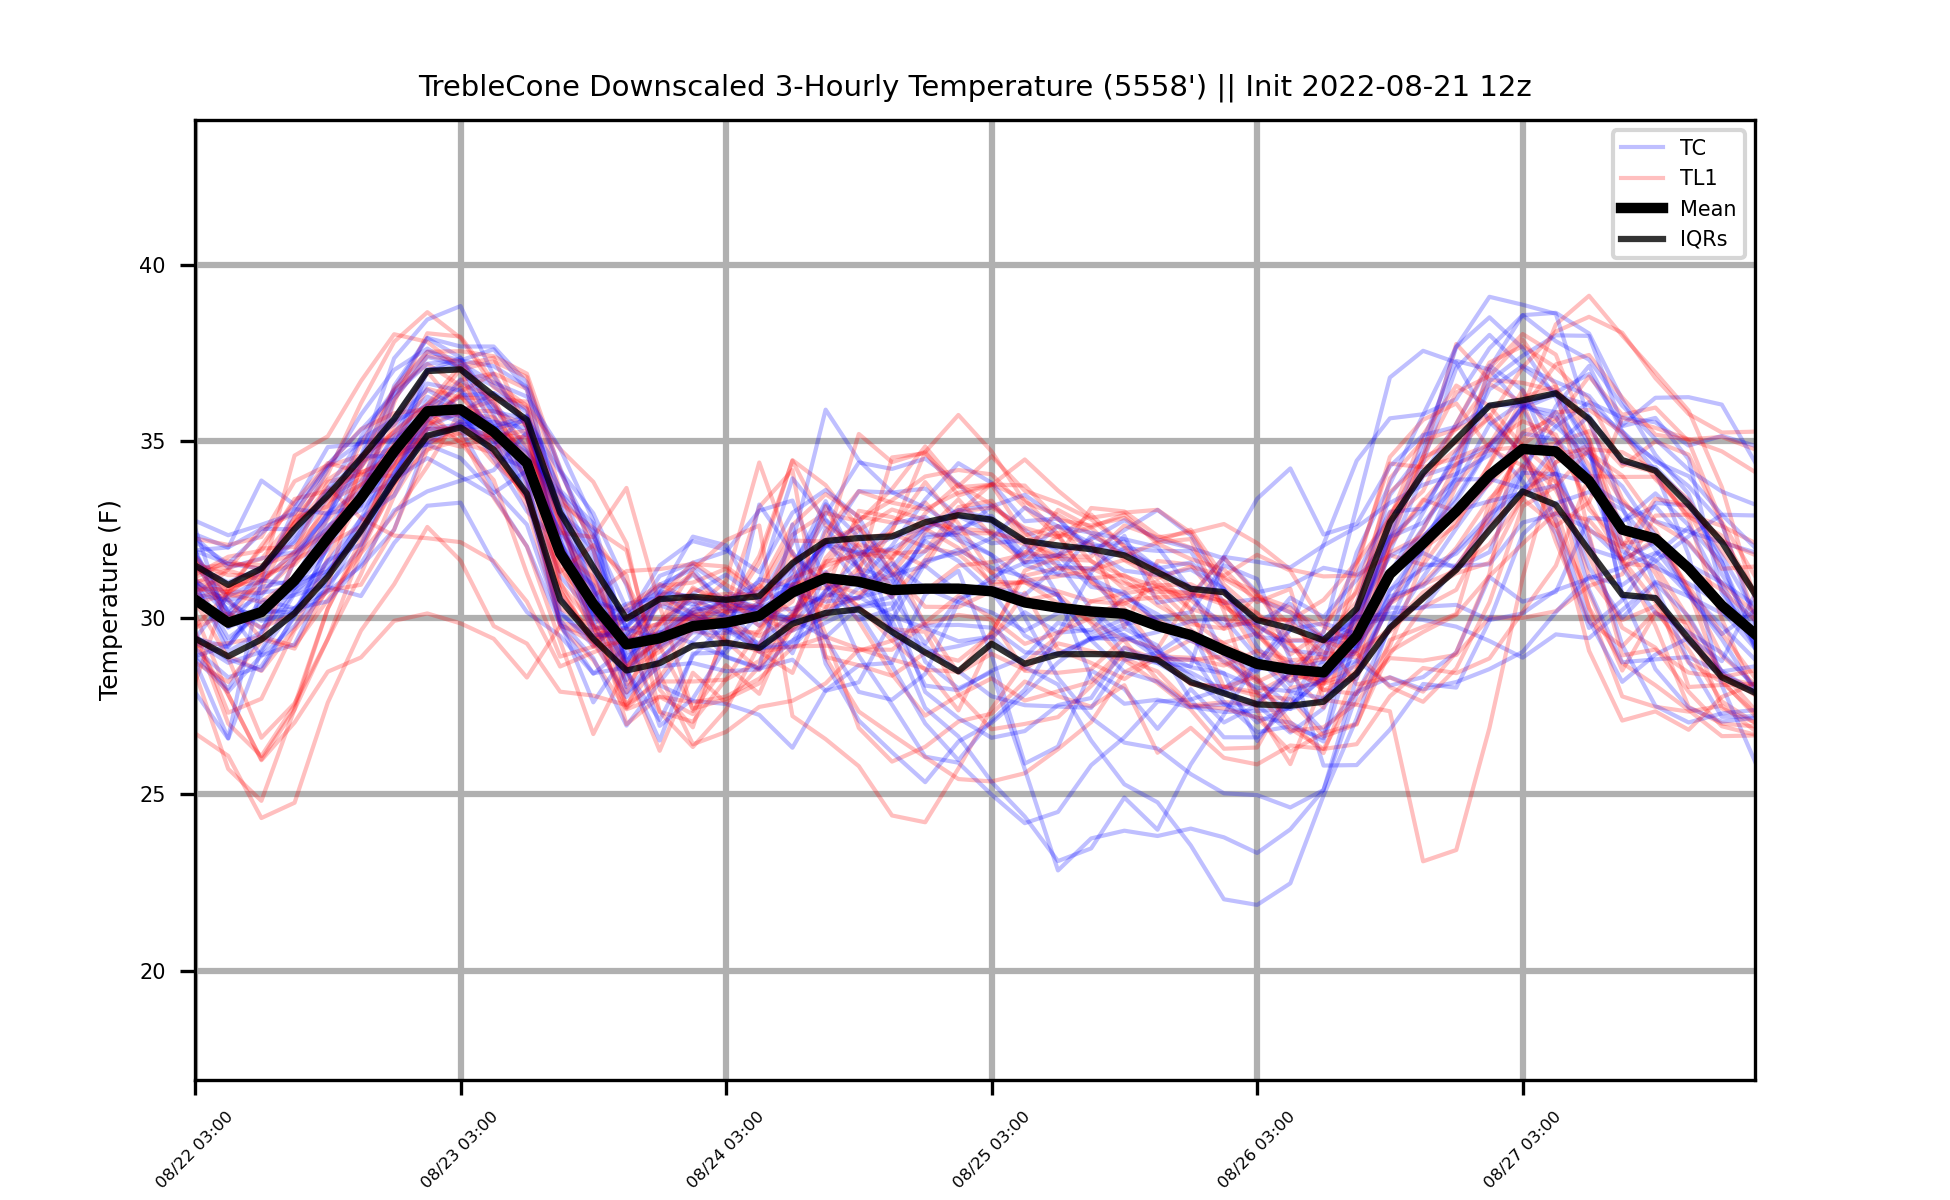 TrebleCone Downscaled 3-Hourly Temperature (5558') || Init 2022-08-21 12z
TC
TL1
Mean
IQRs
Temperature (F)
40
35
30
25
20
08/22 03:00
08/23 03:00
08/24 03:00
08/25 03:00
08/26 03:00
08/27 03:00